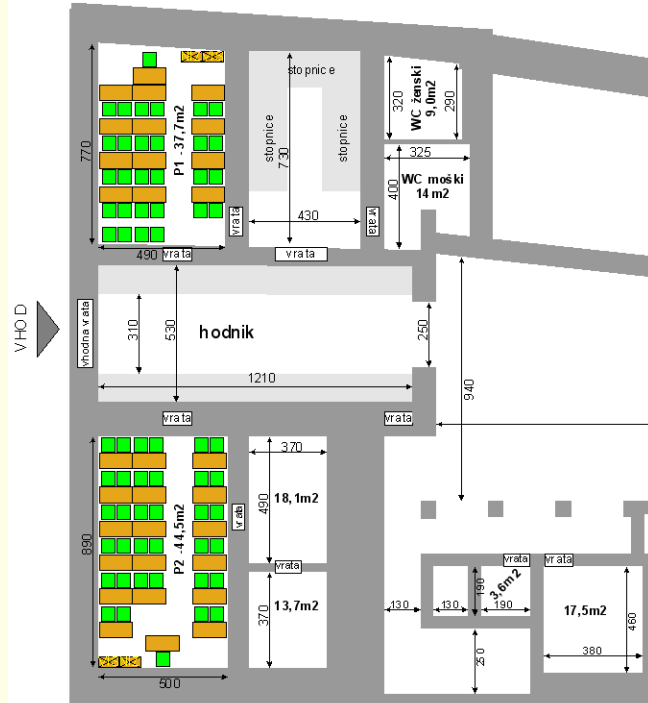 stopnice
stopnice
stopnice
730
430
770
P1 - 37,7m2
490
vrata
vrata
vrata
vrata
WC ženski
9,0m2
320
290
325
WC moški
14 m2
400
VHOD
vhodna vrata
310
530
hodnik
1210
250
940
vrata
vrata
890
P2 - 44,5m2
500
vrata
370
490
18,1m2
vrata
370
13,7m2
130
130
190
190
3,6m2
250
vrata
vrata
17,5m2
460
380